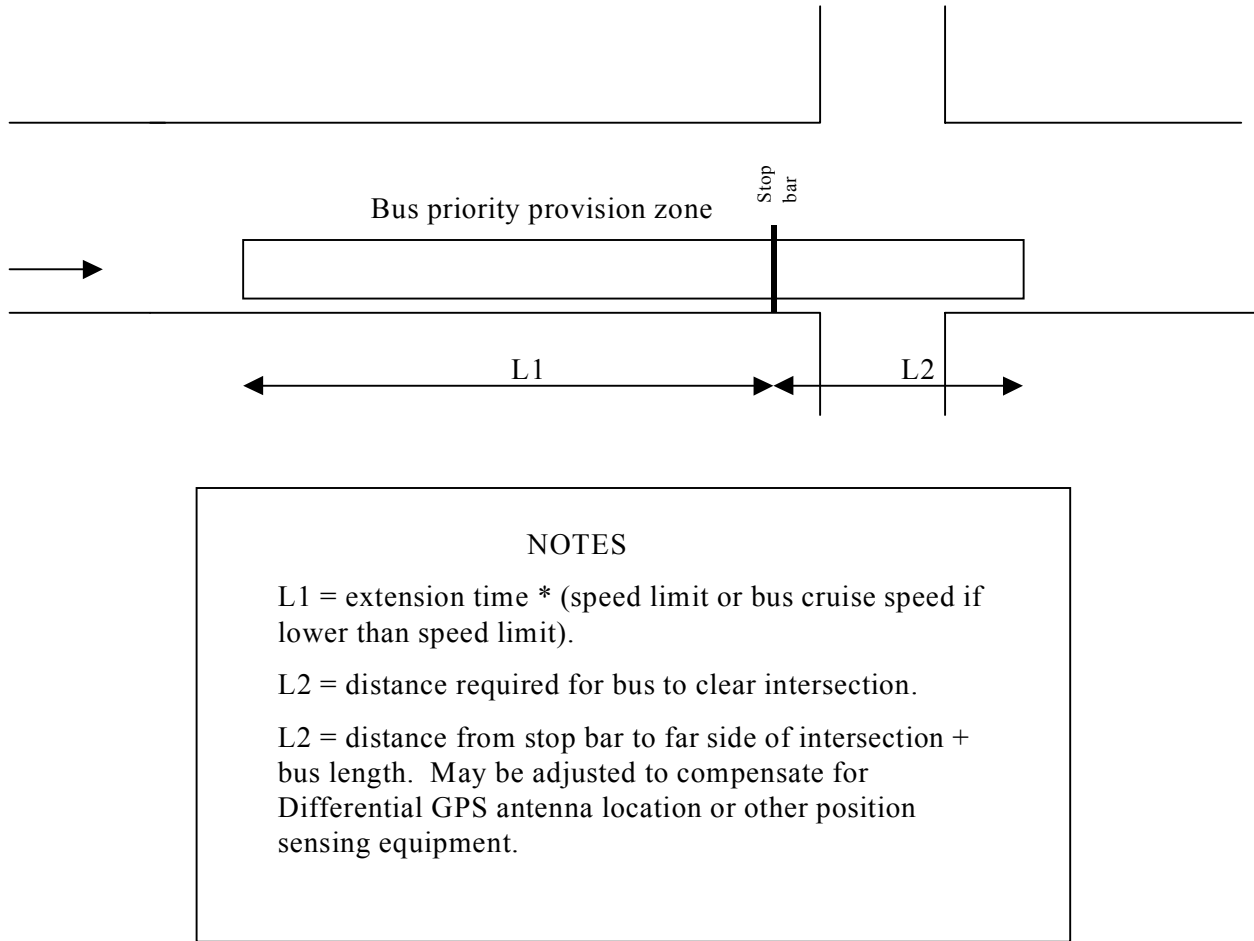 Stop
bar
Bus priority provision zone
L1
L2
NOTES
L1 = extension time * (speed limit or bus cruise speed if
lower than speed limit).
L2 = distance required for bus to clear intersection.
L2 = distance from stop bar to far side of intersection +
bus length.  May be adjusted to compensate for
Differential GPS antenna location or other position
sensing equipment.